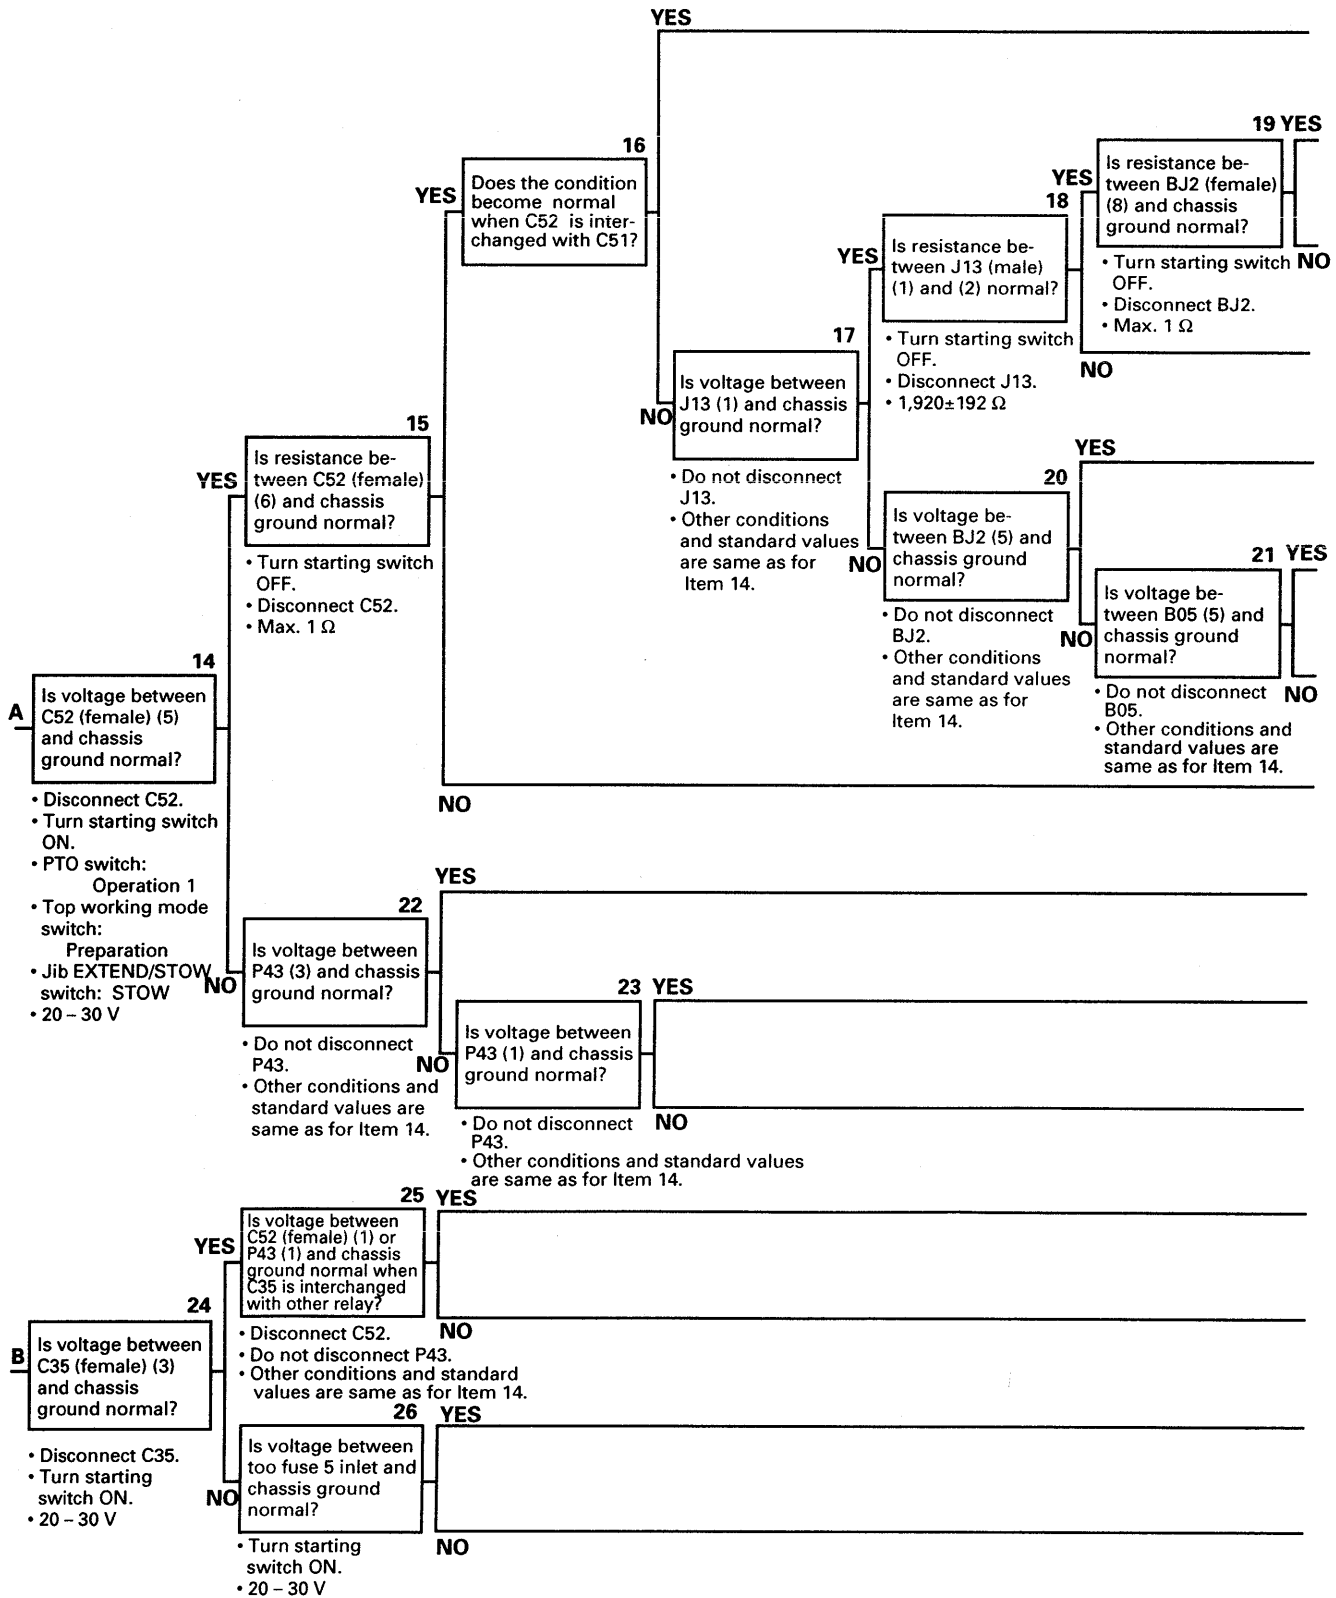 A
14
Is voltage between
C52 (female) (5)
and chassis
ground normal?
• Disconnect C52.
• Turn starting switch
ON.
• PTO switch:
Operation 1
• Top working mode
switch:
Preparation
• Jib EXTEND/STOW
switch: STOW
• 20 – 30 V
YES
15
Is resistance be-
tween C52 (female)
(6) and chassis
ground normal?
• Turn starting switch
OFF.
• Disconnect C52.
• Max. 1 Ω
YES
16
Does the condition
become normal
when C52 is inter-
changed with C51?
YES
NO
17
Is voltage between
J13 (1) and chassis
ground normal?
• Do not disconnect
J13.
• Other conditions
and standard values
are same as for
Item 14.
YES
18
Is resistance be-
tween J13 (male)
(1) and (2) normal?
• Turn starting switch
OFF.
• Disconnect J13.
• 1,920±192 Ω
YES
19 YES
Is resistance be-
tween BJ2 (female)
(8) and chassis
ground normal?
• Turn starting switch
OFF.
• Disconnect BJ2.
• Max. 1 Ω
NO
NO
NO
20
Is voltage be-
tween BJ2 (5) and
chassis ground
normal?
• Do not disconnect
BJ2.
• Other conditions
and standard values
are same as for
Item 14.
YES
NO
21 YES
Is voltage be-
tween B05 (5) and
chassis ground
normal?
• Do not disconnect
B05.
• Other conditions and
standard values are
same as for Item 14.
NO
NO
NO
22
Is voltage between
P43 (3) and chassis
ground normal?
• Do not disconnect
P43.
• Other conditions and
standard values are
same as for Item 14.
YES
NO
23 YES
Is voltage between
P43 (1) and chassis
ground normal?
• Do not disconnect
P43.
• Other conditions and standard values
are same as for Item 14.
NO
B
24
Is voltage between
C35 (female) (3)
and chassis
ground normal?
• Disconnect C35.
• Turn starting
switch ON.
• 20 – 30 V
YES
25 YES
Is voltage between
C52 (female) (1) or
P43 (1) and chassis
ground normal when
C35 is interchanged
with other relay?
• Disconnect C52.
• Do not disconnect P43.
• Other conditions and standard
values are same as for Item 14.
NO
NO
26 YES
Is voltage between
too fuse 5 inlet and
chassis ground
normal?
• Turn starting
switch ON.
• 20 – 30 V
NO